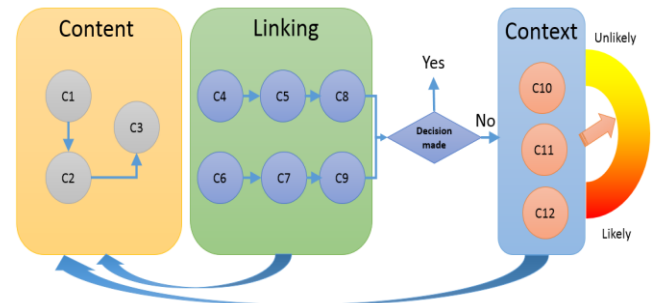 Content
C1
C3
C2
Linking
C4
C5
C8
C6
C7
C9
Yes
Decision
made
No
Context
C10
C11
C12
Unlikely
Likely